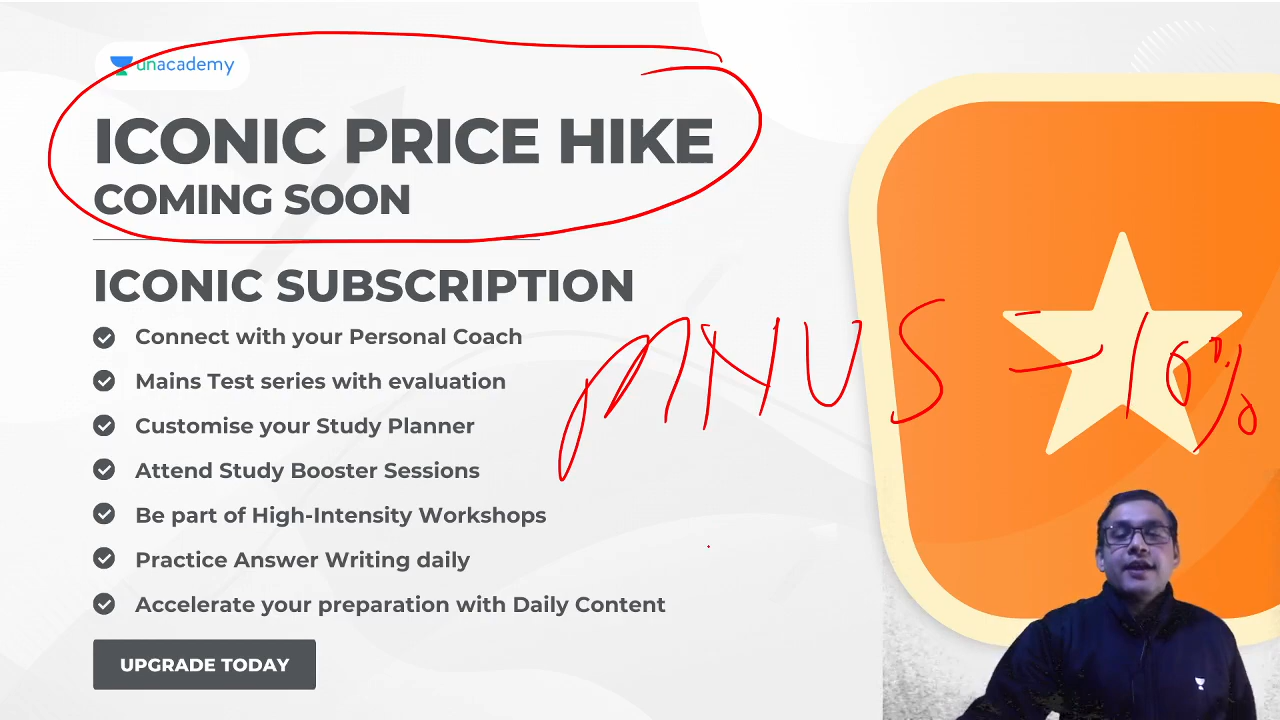 unacademy
ICONIC PRICE HIKE
COMING SOON
ICONIC SUBSCRIPTION
Connect with your Personal Coach
Mains Test series with evaluation
Customise your Study Planner
Attend Study Booster Sessions
Be part of High-Intensity Workshops
Practice Answer Writing daily
Accelerate your preparation with Daily Content
UPGRADE TODAY
10%